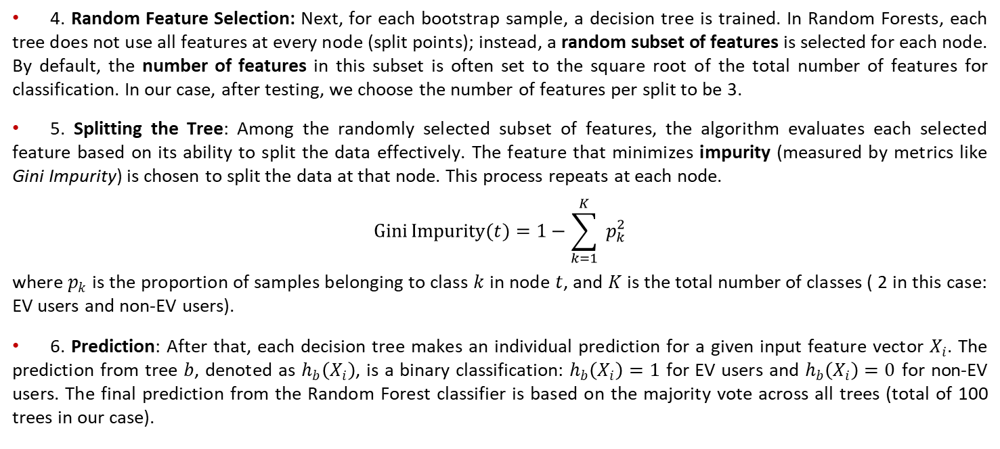 • 4. Random Feature Selection: Next, for each bootstrap sample, a decision tree is trained. In Random Forests, each
tree does not use all features at every node (split points); instead, a random subset of features is selected for each node.
By default, the number of features in this subset is often set to the square root of the total number of features for
classification. In our case, after testing, we choose the number of features per split to be 3.
• 5. Splitting the Tree: Among the randomly selected subset of features, the algorithm evaluates each selected
feature based on its ability to split the data effectively. The feature that minimizes impurity (measured by metrics like
Gini Impurity) is chosen to split the data at that node. This process repeats at each node.
Gini Impurity(t) = 1 − ∑_{k=1}^{K} p_k^2
where p_k is the proportion of samples belonging to class k in node t, and K is the total number of classes ( 2 in this case:
EV users and non-EV users).
• 6. Prediction: After that, each decision tree makes an individual prediction for a given input feature vector X_i. The
prediction from tree b, denoted as h_b(X_i), is a binary classification: h_b(X_i) = 1 for EV users and h_b(X_i) = 0 for non-EV
users. The final prediction from the Random Forest classifier is based on the majority vote across all trees (total of 100
trees in our case).